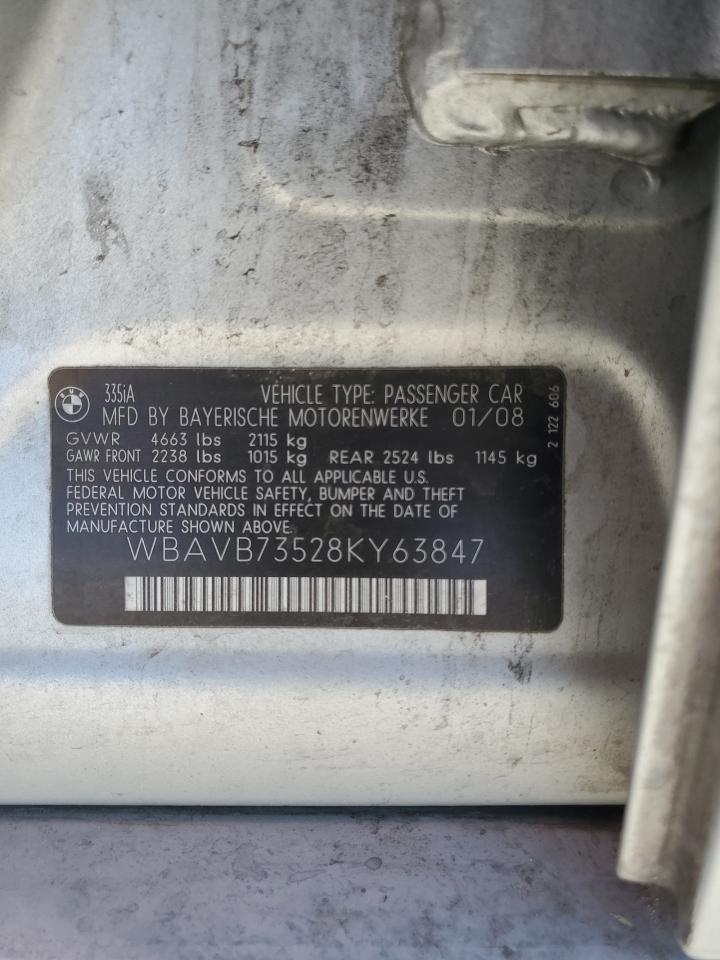 BMW
335iA VEHICLE TYPE: PASSENGER CAR
MFD BY BAYERISCHE MOTORENWERKE 01/08
GVWR 4663 lbs 2115 kg
GAWR FRONT 2238 lbs 1015 kg REAR 2524 lbs 1145 kg
THIS VEHICLE CONFORMS TO ALL APPLICABLE U.S.
FEDERAL MOTOR VEHICLE SAFETY, BUMPER AND THEFT
PREVENTION STANDARDS IN EFFECT ON THE DATE OF
MANUFACTURE SHOWN ABOVE.
WBAVB73528KY63847
2 122 606